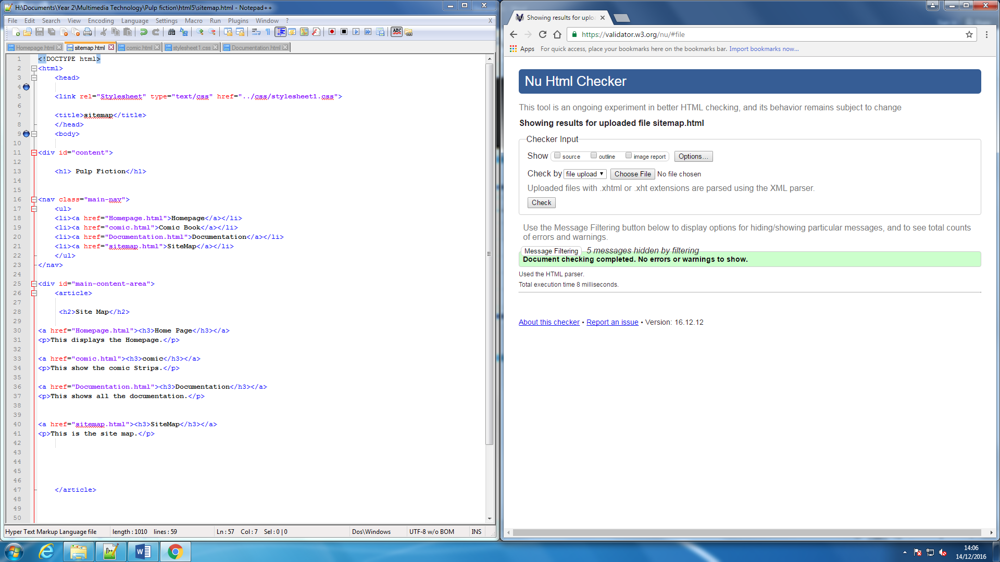 H:\Documents\Year 2\Multimedia Technology\Pulp fiction\html5\sitemap.html - Notepad++
File Edit Search View Encoding Language Settings Macro Run Plugins Window ? X
Homepage.html sitemap.html comic.html stylesheet1.css Documentation.html
1 <!DOCTYPE html>
2 <html>
3 <head>
4
5 <link rel="Stylesheet" type="text/css" href="../css/stylesheet1.css">
6
7 <title>sitemap</title>
8 </head>
9 <body>
10
11 <div id="content">
12
13 <h1> Pulp Fiction</h1>
14
15
16 <nav class="main-nav">
17 <ul>
18 <li><a href="Homepage.html">Homepage</a></li>
19 <li><a href="comic.html">Comic Book</a></li>
20 <li><a href="Documentation.html">Documentation</a></li>
21 <li><a href="sitemap.html">SiteMap</a></li>
22 </ul>
23 </nav>
24
25 <div id="main-content-area">
26 <article>
27
28 <h2>Site Map</h2>
29
30 <a href="Homepage.html"><h3>Home Page</h3></a>
31 <p>This displays the Homepage.</p>
32
33 <a href="comic.html"><h3>comic</h3></a>
34 <p>This show the comic Strips.</p>
35
36 <a href="Documentation.html"><h3>Documentation</h3></a>
37 <p>This shows all the documentation.</p>
38
39
40 <a href="sitemap.html"><h3>SiteMap</h3></a>
41 <p>This is the site map.</p>
42
43
44
45
46
47 </article>
48
49
50
Hyper Text Markup Language file length : 1010 lines : 59 Ln : 57 Col : 7 Sel : 0 | 0 Dos\Windows UTF-8 w/o BOM INS
Showing results for uplo
https://validator.w3.org/nu/#file
Apps For quick access, place your bookmarks here on the bookmarks bar. Import bookmarks now...
Nu Html Checker
This tool is an ongoing experiment in better HTML checking, and its behavior remains subject to change
Showing results for uploaded file sitemap.html
Checker Input
Show source outline image report Options...
Check by file upload Choose File No file chosen
Uploaded files with .xhtml or .xht extensions are parsed using the XML parser.
Check
Use the Message Filtering button below to display options for hiding/showing particular messages, and to see total counts
of errors and warnings.
Message Filtering 5 messages hidden by filtering
Document checking completed. No errors or warnings to show.
Used the HTML parser.
Total execution time 8 milliseconds.
About this checker • Report an issue • Version: 16.12.12
14:06
14/12/2016